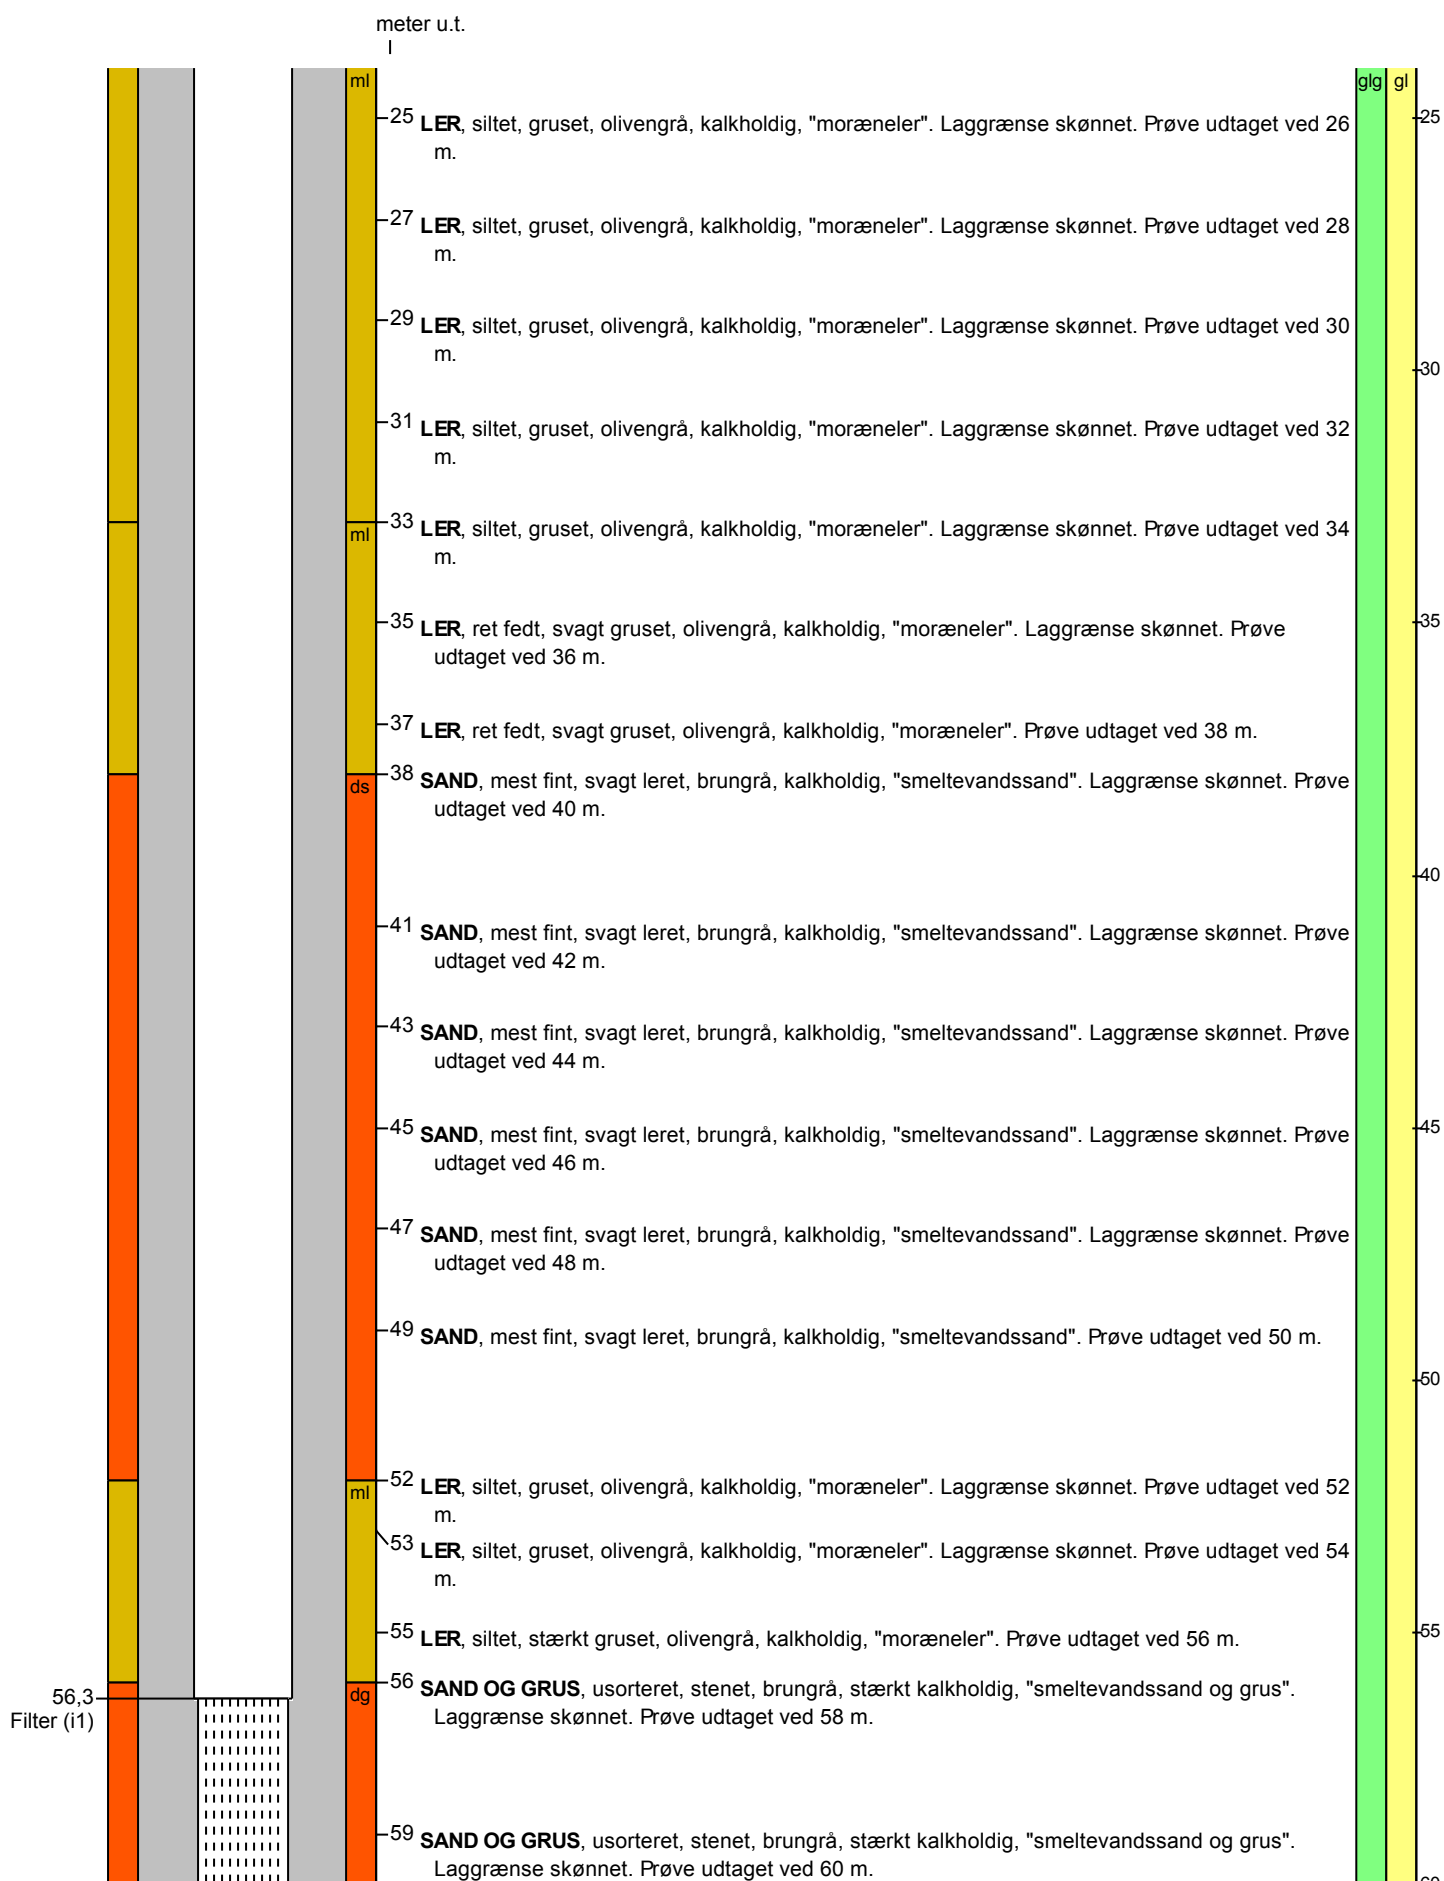 meter u.t.
ml
glg gl
25 LER, siltet, gruset, olivengrå, kalkholdig, "moræneler". Laggrænse skønnet. Prøve udtaget ved 26
m.
25
27 LER, siltet, gruset, olivengrå, kalkholdig, "moræneler". Laggrænse skønnet. Prøve udtaget ved 28
m.
29 LER, siltet, gruset, olivengrå, kalkholdig, "moræneler". Laggrænse skønnet. Prøve udtaget ved 30
m.
30
31 LER, siltet, gruset, olivengrå, kalkholdig, "moræneler". Laggrænse skønnet. Prøve udtaget ved 32
m.
33 LER, siltet, gruset, olivengrå, kalkholdig, "moræneler". Laggrænse skønnet. Prøve udtaget ved 34
ml
m.
35 LER, ret fedt, svagt gruset, olivengrå, kalkholdig, "moræneler". Laggrænse skønnet. Prøve
udtaget ved 36 m.
35
37 LER, ret fedt, svagt gruset, olivengrå, kalkholdig, "moræneler". Prøve udtaget ved 38 m.
38 SAND, mest fint, svagt leret, brungrå, kalkholdig, "smeltevandssand". Laggrænse skønnet. Prøve
ds
udtaget ved 40 m.
40
41 SAND, mest fint, svagt leret, brungrå, kalkholdig, "smeltevandssand". Laggrænse skønnet. Prøve
udtaget ved 42 m.
43 SAND, mest fint, svagt leret, brungrå, kalkholdig, "smeltevandssand". Laggrænse skønnet. Prøve
udtaget ved 44 m.
45 SAND, mest fint, svagt leret, brungrå, kalkholdig, "smeltevandssand". Laggrænse skønnet. Prøve
udtaget ved 46 m.
45
47 SAND, mest fint, svagt leret, brungrå, kalkholdig, "smeltevandssand". Laggrænse skønnet. Prøve
udtaget ved 48 m.
49 SAND, mest fint, svagt leret, brungrå, kalkholdig, "smeltevandssand". Prøve udtaget ved 50 m.
50
52 LER, siltet, gruset, olivengrå, kalkholdig, "moræneler". Laggrænse skønnet. Prøve udtaget ved 52
ml
m.
53 LER, siltet, gruset, olivengrå, kalkholdig, "moræneler". Laggrænse skønnet. Prøve udtaget ved 54
m.
55 LER, siltet, stærkt gruset, olivengrå, kalkholdig, "moræneler". Prøve udtaget ved 56 m.
55
56 SAND OG GRUS, usorteret, stenet, brungrå, stærkt kalkholdig, "smeltevandssand og grus".
dg
Laggrænse skønnet. Prøve udtaget ved 58 m.
56,3
Filter (i1)
59 SAND OG GRUS, usorteret, stenet, brungrå, stærkt kalkholdig, "smeltevandssand og grus".
Laggrænse skønnet. Prøve udtaget ved 60 m.